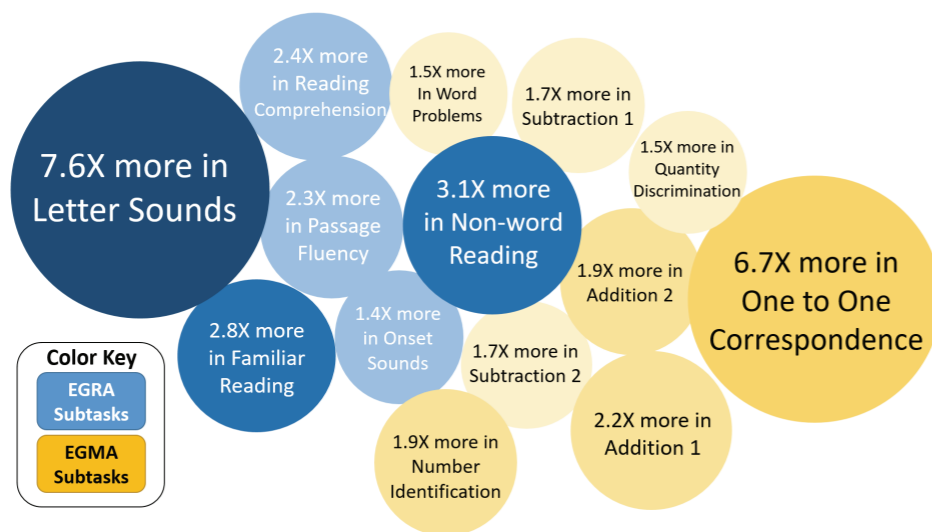 7.6X more in
Letter Sounds
2.4X more
in Reading
Comprehension
1.5X more
In Word
Problems
1.7X more in
Subtraction 1
1.5X more in
Quantity
Discrimination
2.3X more
in Passage
Fluency
3.1X more
in Non-word
Reading
1.9X more in
Addition 2
6.7X more in
One to One
Correspondence
2.8X more
in Familiar
Reading
1.4X more
in Onset
Sounds
1.7X more
in Subtraction 2
1.9X more in
Number
Identification
2.2X more in
Addition 1
Color Key
EGRA
Subtasks
EGMA
Subtasks